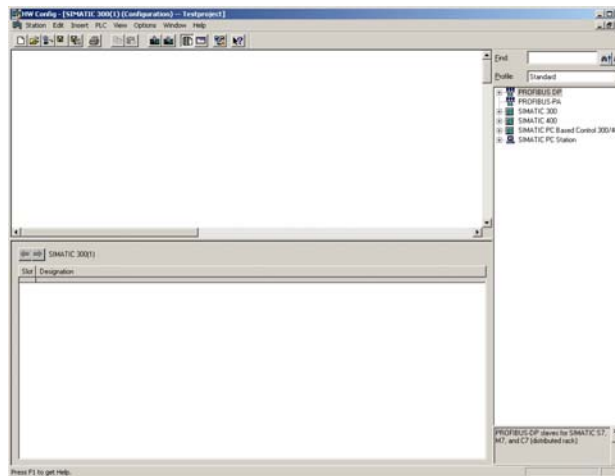 HW Config - [SIMATIC 300(1) (Configuration) -- Testproject]
Station Edit Insert PLC View Options Window Help
Find:
Profile: Standard
PROFIBUS DP
PROFIBUS-PA
SIMATIC 300
SIMATIC 400
SIMATIC PC Based Control 300/4
SIMATIC PC Station
SIMATIC 300(1)
Slot Designation
PROFIBUS-DP slaves for SIMATIC S7,
M7, and C7 (distributed rack)
Press F1 to get Help.